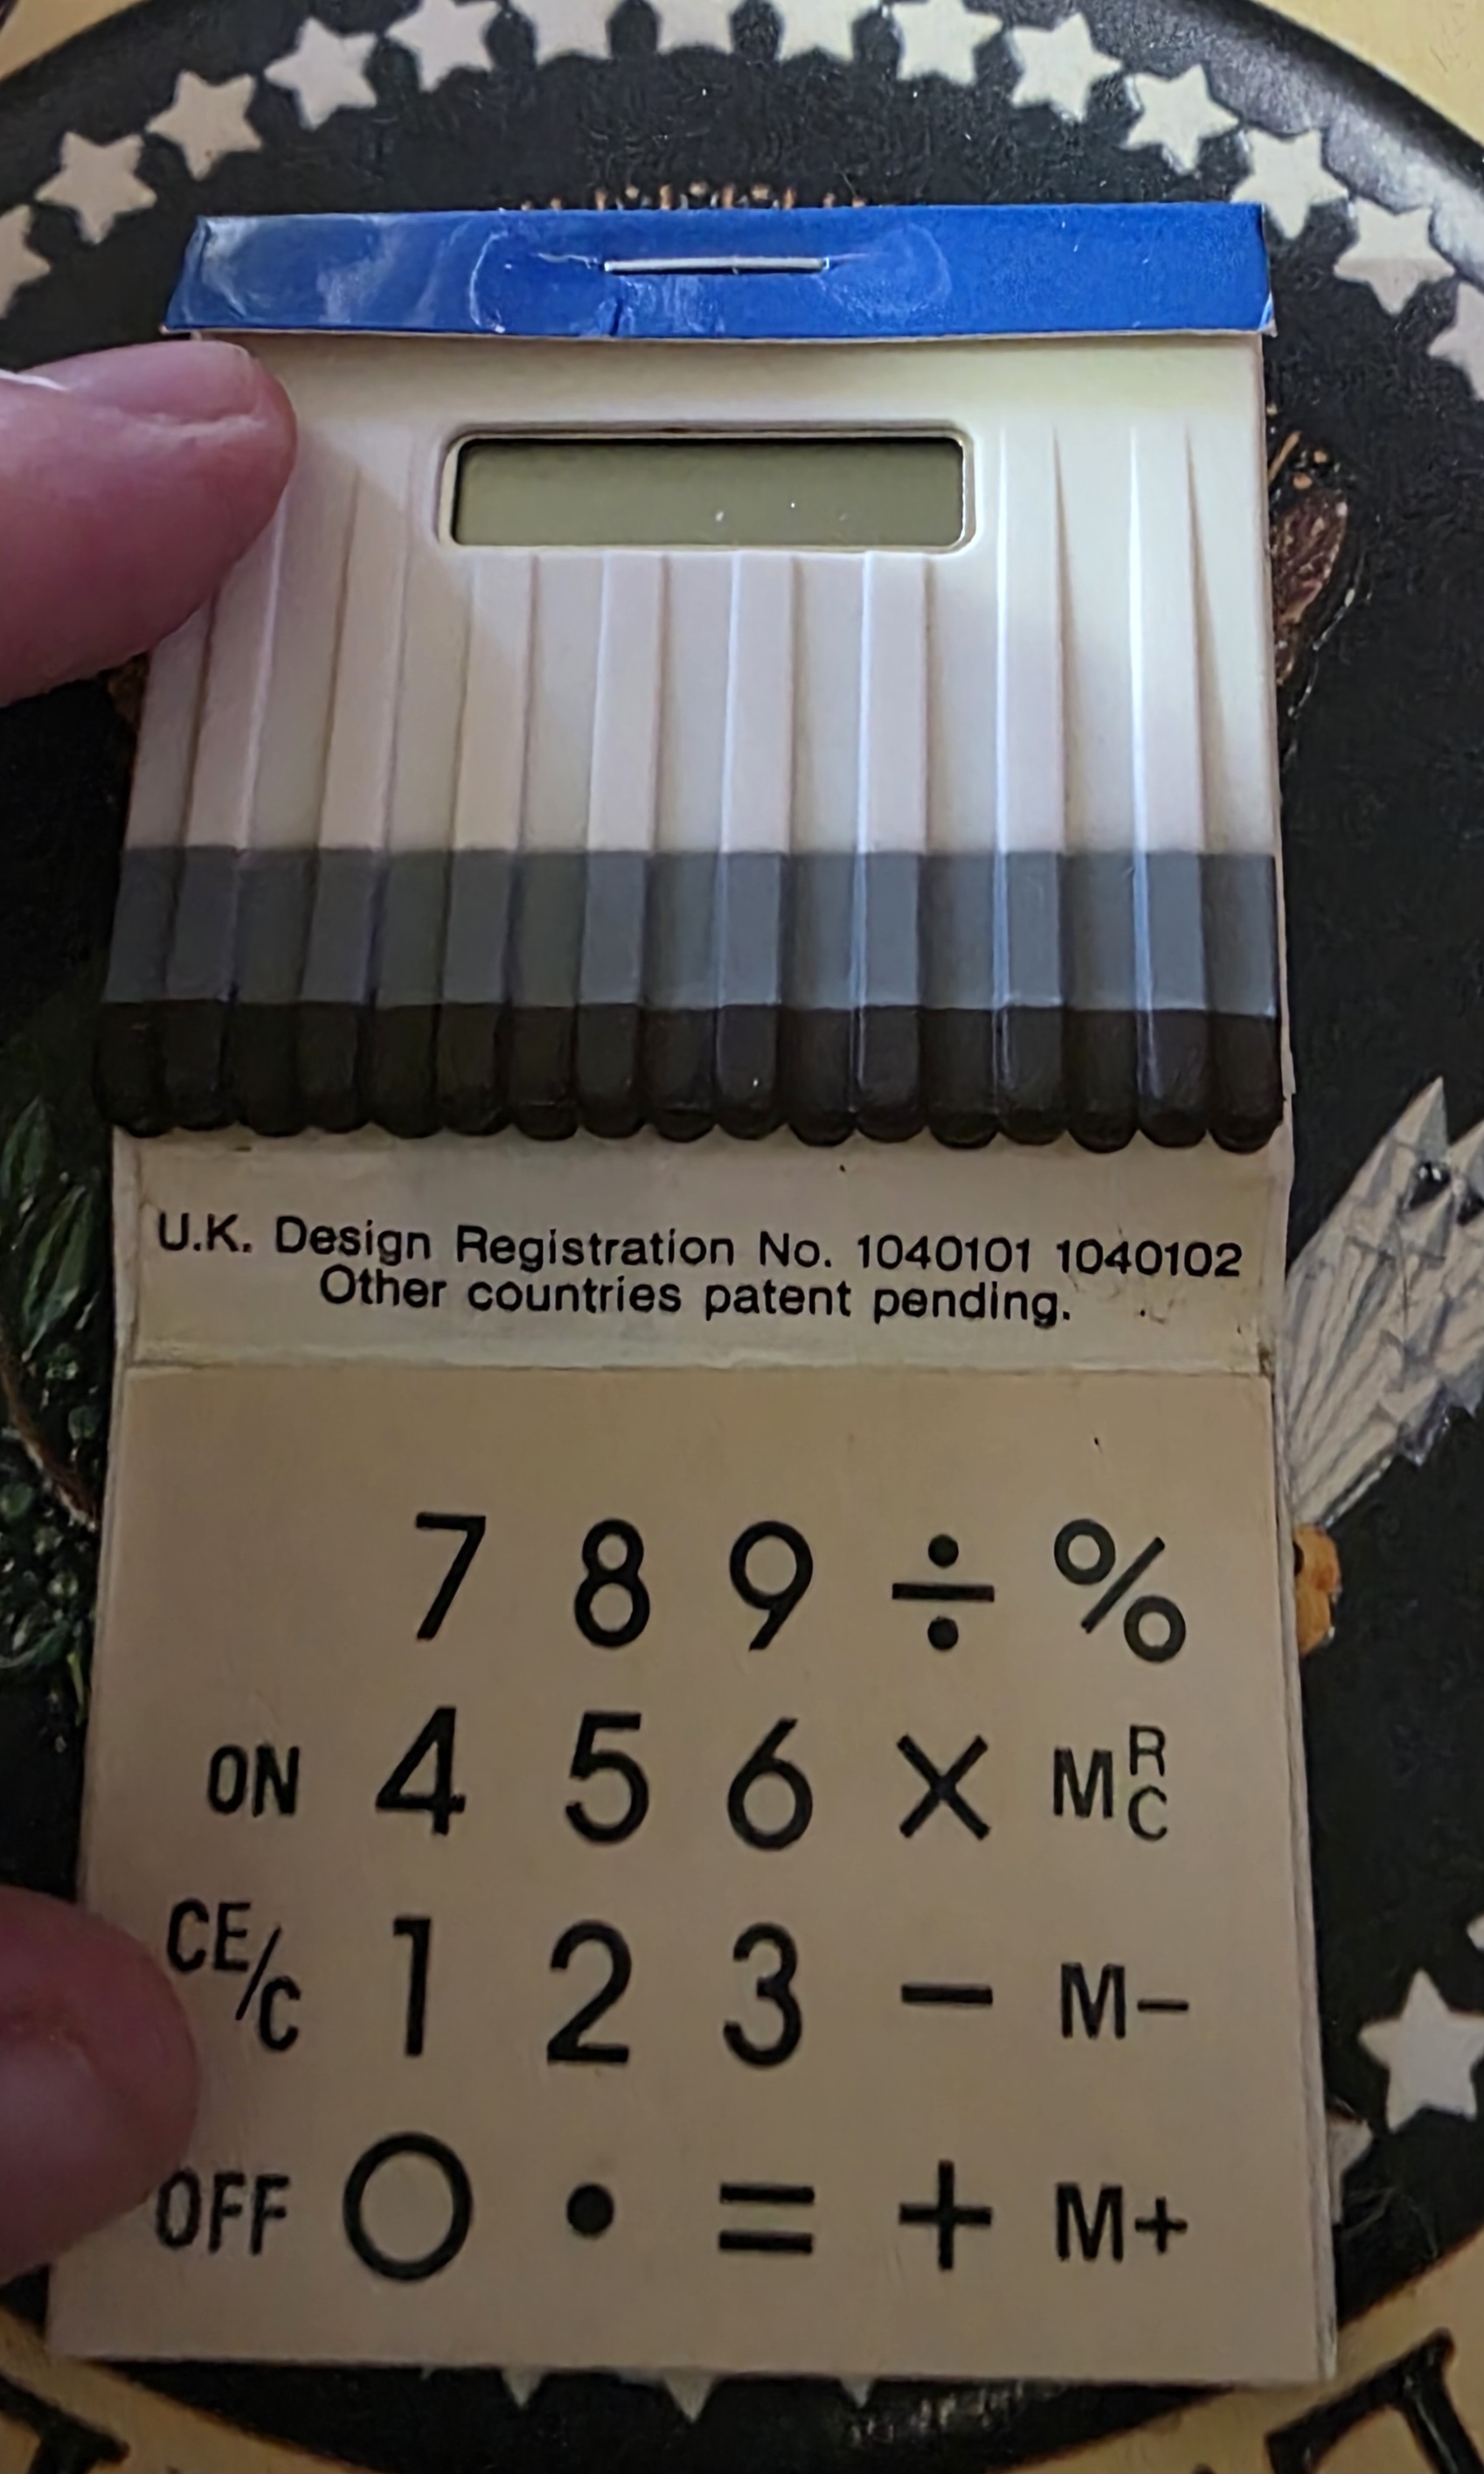 U.K. Design Registration No. 1040101 1040102
Other countries patent pending.
7 8 9 ÷ %
ON 4 5 6 × MRC
CE/C 1 2 3 − M−
OFF 0 • = + M+